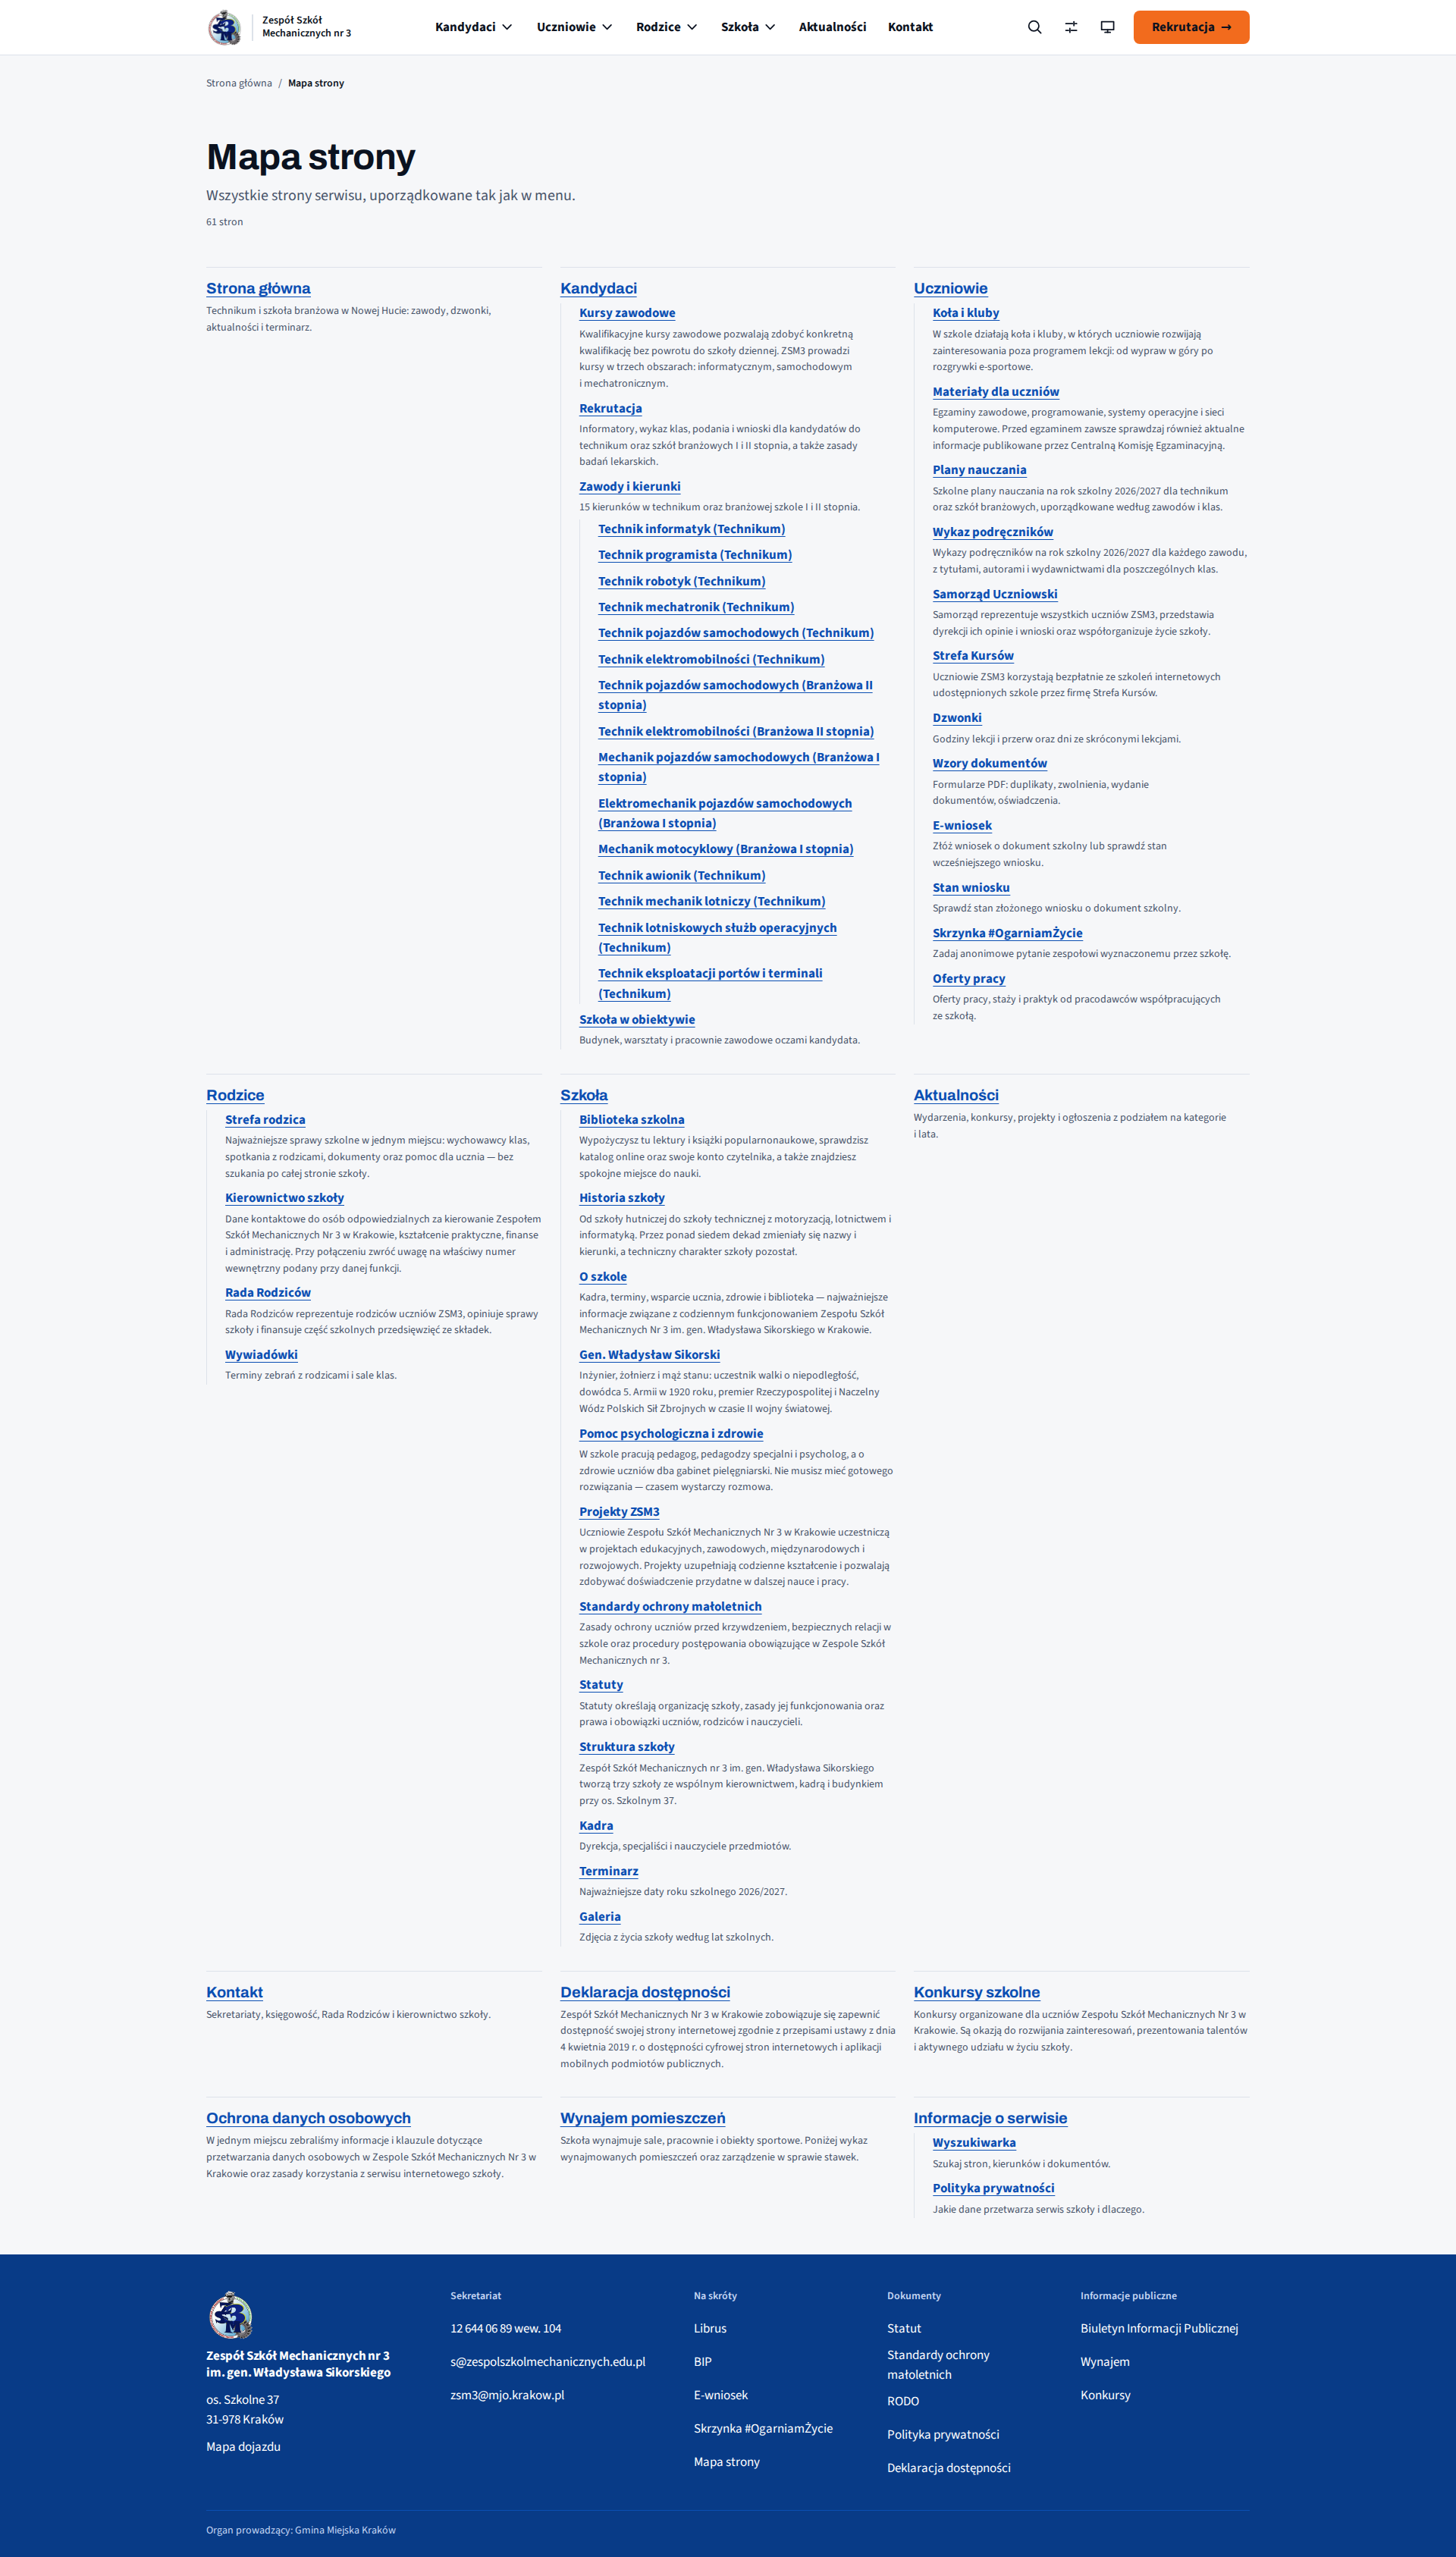 Zespół Szkół
Mechanicznych nr 3
Kandydaci
Uczniowie
Rodzice
Szkoła
Aktualności
Kontakt
Rekrutacja →
Strona główna / Mapa strony
Mapa strony
Wszystkie strony serwisu, uporządkowane tak jak w menu.
61 stron
Strona główna
Technikum i szkoła branżowa w Nowej Hucie: zawody, dzwonki,
aktualności i terminarz.
Kandydaci
Kursy zawodowe
Kwalifikacyjne kursy zawodowe pozwalają zdobyć konkretną
kwalifikację bez powrotu do szkoły dziennej. ZSM3 prowadzi
kursy w trzech obszarach: informatycznym, samochodowym
i mechatronicznym.
Rekrutacja
Informatory, wykaz klas, podania i wnioski dla kandydatów do
technikum oraz szkół branżowych I i II stopnia, a także zasady
badań lekarskich.
Zawody i kierunki
15 kierunków w technikum oraz branżowej szkole I i II stopnia.
Technik informatyk (Technikum)
Technik programista (Technikum)
Technik robotyk (Technikum)
Technik mechatronik (Technikum)
Technik pojazdów samochodowych (Technikum)
Technik elektromobilności (Technikum)
Technik pojazdów samochodowych (Branżowa II
stopnia)
Technik elektromobilności (Branżowa II stopnia)
Mechanik pojazdów samochodowych (Branżowa I
stopnia)
Elektromechanik pojazdów samochodowych
(Branżowa I stopnia)
Mechanik motocyklowy (Branżowa I stopnia)
Technik awionik (Technikum)
Technik mechanik lotniczy (Technikum)
Technik lotniskowych służb operacyjnych
(Technikum)
Technik eksploatacji portów i terminali
(Technikum)
Szkoła w obiektywie
Budynek, warsztaty i pracownie zawodowe oczami kandydata.
Uczniowie
Koła i kluby
W szkole działają koła i kluby, w których uczniowie rozwijają
zainteresowania poza programem lekcji: od wypraw w góry po
rozgrywki e-sportowe.
Materiały dla uczniów
Egzaminy zawodowe, programowanie, systemy operacyjne i sieci
komputerowe. Przed egzaminem zawsze sprawdzaj również aktualne
informacje publikowane przez Centralną Komisję Egzaminacyjną.
Plany nauczania
Szkolne plany nauczania na rok szkolny 2026/2027 dla technikum
oraz szkół branżowych, uporządkowane według zawodów i klas.
Wykaz podręczników
Wykazy podręczników na rok szkolny 2026/2027 dla każdego zawodu,
z tytułami, autorami i wydawnictwami dla poszczególnych klas.
Samorząd Uczniowski
Samorząd reprezentuje wszystkich uczniów ZSM3, przedstawia
dyrekcji ich opinie i wnioski oraz współorganizuje życie szkoły.
Strefa Kursów
Uczniowie ZSM3 korzystają bezpłatnie ze szkoleń internetowych
udostępnionych szkole przez firmę Strefa Kursów.
Dzwonki
Godziny lekcji i przerw oraz dni ze skróconymi lekcjami.
Wzory dokumentów
Formularze PDF: duplikaty, zwolnienia, wydanie
dokumentów, oświadczenia.
E-wniosek
Złóż wniosek o dokument szkolny lub sprawdź stan
wcześniejszego wniosku.
Stan wniosku
Sprawdź stan złożonego wniosku o dokument szkolny.
Skrzynka #OgarniamŻycie
Zadaj anonimowe pytanie zespołowi wyznaczonemu przez szkołę.
Oferty pracy
Oferty pracy, staży i praktyk od pracodawców współpracujących
ze szkołą.
Rodzice
Strefa rodzica
Najważniejsze sprawy szkolne w jednym miejscu: wychowawcy klas,
spotkania z rodzicami, dokumenty oraz pomoc dla ucznia — bez
szukania po całej stronie szkoły.
Kierownictwo szkoły
Dane kontaktowe do osób odpowiedzialnych za kierowanie Zespołem
Szkół Mechanicznych Nr 3 w Krakowie, kształcenie praktyczne, finanse
i administrację. Przy połączeniu zwróć uwagę na właściwy numer
wewnętrzny podany przy danej funkcji.
Rada Rodziców
Rada Rodziców reprezentuje rodziców uczniów ZSM3, opiniuje sprawy
szkoły i finansuje część szkolnych przedsięwzięć ze składek.
Wywiadówki
Terminy zebrań z rodzicami i sale klas.
Szkoła
Biblioteka szkolna
Wypożyczysz tu lektury i książki popularnonaukowe, sprawdzisz
katalog online oraz swoje konto czytelnika, a także znajdziesz
spokojne miejsce do nauki.
Historia szkoły
Od szkoły hutniczej do szkoły technicznej z motoryzacją, lotnictwem i
informatyką. Przez ponad siedem dekad zmieniały się nazwy i
kierunki, a techniczny charakter szkoły pozostał.
O szkole
Kadra, terminy, wsparcie ucznia, zdrowie i biblioteka — najważniejsze
informacje związane z codziennym funkcjonowaniem Zespołu Szkół
Mechanicznych Nr 3 im. gen. Władysława Sikorskiego w Krakowie.
Gen. Władysław Sikorski
Inżynier, żołnierz i mąż stanu: uczestnik walki o niepodległość,
dowódca 5. Armii w 1920 roku, premier Rzeczypospolitej i Naczelny
Wódz Polskich Sił Zbrojnych w czasie II wojny światowej.
Pomoc psychologiczna i zdrowie
W szkole pracują pedagog, pedagodzy specjalni i psycholog, a o
zdrowie uczniów dba gabinet pielęgniarski. Nie musisz mieć gotowego
rozwiązania — czasem wystarczy rozmowa.
Projekty ZSM3
Uczniowie Zespołu Szkół Mechanicznych Nr 3 w Krakowie uczestniczą
w projektach edukacyjnych, zawodowych, międzynarodowych i
rozwojowych. Projekty uzupełniają codzienne kształcenie i pozwalają
zdobywać doświadczenie przydatne w dalszej nauce i pracy.
Standardy ochrony małoletnich
Zasady ochrony uczniów przed krzywdzeniem, bezpiecznych relacji w
szkole oraz procedury postępowania obowiązujące w Zespole Szkół
Mechanicznych nr 3.
Statuty
Statuty określają organizację szkoły, zasady jej funkcjonowania oraz
prawa i obowiązki uczniów, rodziców i nauczycieli.
Struktura szkoły
Zespół Szkół Mechanicznych nr 3 im. gen. Władysława Sikorskiego
tworzą trzy szkoły ze wspólnym kierownictwem, kadrą i budynkiem
przy os. Szkolnym 37.
Kadra
Dyrekcja, specjaliści i nauczyciele przedmiotów.
Terminarz
Najważniejsze daty roku szkolnego 2026/2027.
Galeria
Zdjęcia z życia szkoły według lat szkolnych.
Aktualności
Wydarzenia, konkursy, projekty i ogłoszenia z podziałem na kategorie
i lata.
Kontakt
Sekretariaty, księgowość, Rada Rodziców i kierownictwo szkoły.
Deklaracja dostępności
Zespół Szkół Mechanicznych Nr 3 w Krakowie zobowiązuje się zapewnić
dostępność swojej strony internetowej zgodnie z przepisami ustawy z dnia
4 kwietnia 2019 r. o dostępności cyfrowej stron internetowych i aplikacji
mobilnych podmiotów publicznych.
Konkursy szkolne
Konkursy organizowane dla uczniów Zespołu Szkół Mechanicznych Nr 3 w
Krakowie. Są okazją do rozwijania zainteresowań, prezentowania talentów
i aktywnego udziału w życiu szkoły.
Ochrona danych osobowych
W jednym miejscu zebraliśmy informacje i klauzule dotyczące
przetwarzania danych osobowych w Zespole Szkół Mechanicznych Nr 3 w
Krakowie oraz zasady korzystania z serwisu internetowego szkoły.
Wynajem pomieszczeń
Szkoła wynajmuje sale, pracownie i obiekty sportowe. Poniżej wykaz
wynajmowanych pomieszczeń oraz zarządzenie w sprawie stawek.
Informacje o serwisie
Wyszukiwarka
Szukaj stron, kierunków i dokumentów.
Polityka prywatności
Jakie dane przetwarza serwis szkoły i dlaczego.
Zespół Szkół Mechanicznych nr 3
im. gen. Władysława Sikorskiego
os. Szkolne 37
31-978 Kraków
Mapa dojazdu
Sekretariat
12 644 06 89 wew. 104
s@zespolszkolmechanicznych.edu.pl
zsm3@mjo.krakow.pl
Na skróty
Librus
BIP
E-wniosek
Skrzynka #OgarniamŻycie
Mapa strony
Dokumenty
Statut
Standardy ochrony
małoletnich
RODO
Polityka prywatności
Deklaracja dostępności
Informacje publiczne
Biuletyn Informacji Publicznej
Wynajem
Konkursy
Organ prowadzący: Gmina Miejska Kraków